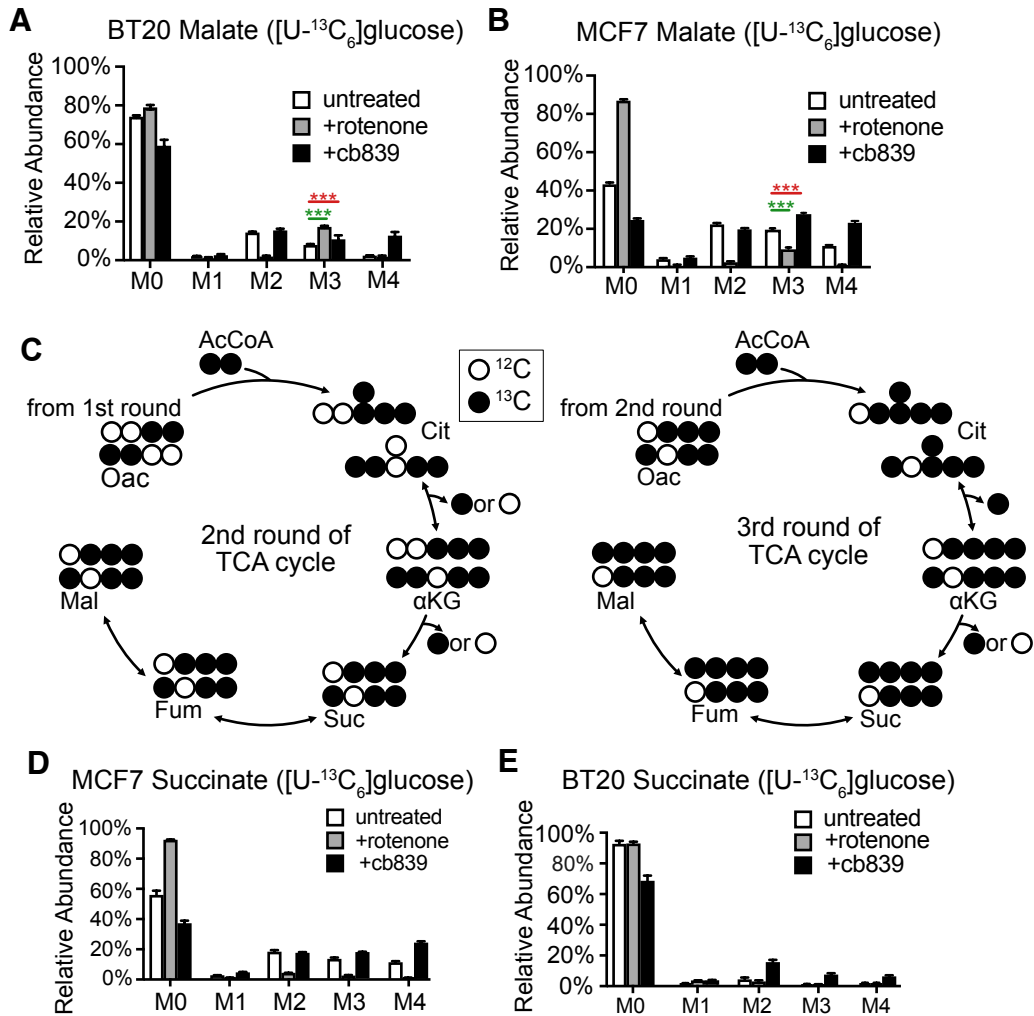 A
BT20 Malate ([U-¹³C₆]glucose)
Relative Abundance
100%
80%
60%
40%
20%
0%
untreated
+rotenone
+cb839
***
***
M0 M1 M2 M3 M4
B
MCF7 Malate ([U-¹³C₆]glucose)
Relative Abundance
100%
80%
60%
40%
20%
0%
untreated
+rotenone
+cb839
***
***
M0 M1 M2 M3 M4
C
AcCoA
from 1st round
Oac
Cit
or
2nd round of
TCA cycle
αKG
or
Mal
Fum
Suc
¹²C
¹³C
AcCoA
from 2nd round
Oac
Cit
3rd round of
TCA cycle
αKG
or
Mal
Fum
Suc
D
MCF7 Succinate ([U-¹³C₆]glucose)
Relative Abundance
100%
80%
60%
40%
20%
0%
untreated
+rotenone
+cb839
M0 M1 M2 M3 M4
E
BT20 Succinate ([U-¹³C₆]glucose)
Relative Abundance
100%
80%
60%
40%
20%
0%
untreated
+rotenone
+cb839
M0 M1 M2 M3 M4